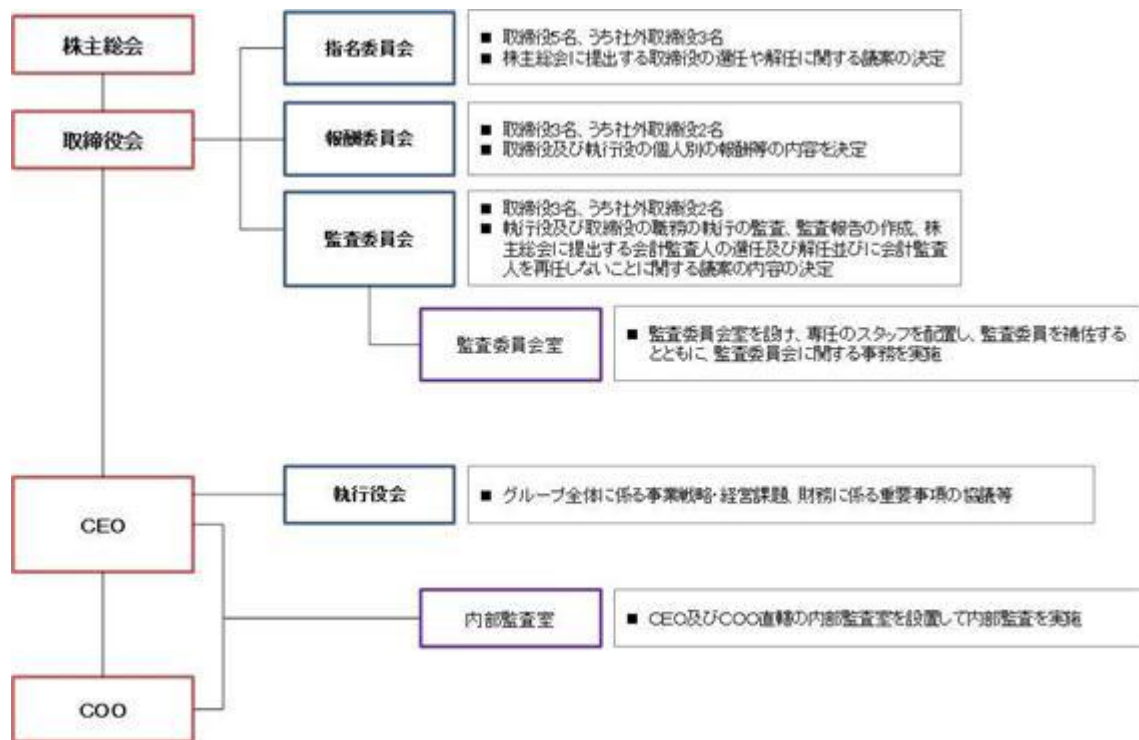 株主総会
取締役会
指名委員会
■ 取締役5名、うち社外取締役3名
■ 株主総会に提出する取締役の選任や解任に関する議案の決定
報酬委員会
■ 取締役3名、うち社外取締役2名
■ 取締役及び執行役の個人別の報酬等の内容を決定
監査委員会
■ 取締役3名、うち社外取締役2名
■ 執行役及び取締役の職務の執行の監査、監査報告の作成、株
主総会に提出する会計監査人の選任及び解任並びに会計監査
人を再任しないことに関する議案の内容の決定
監査委員会室
■ 監査委員会室を設け、専任のスタッフを配置し、監査委員を補佐する
とともに、監査委員会に関する事務を実施
CEO
執行役会
■ グループ全体に係る事業戦略・経営課題、財務に係る重要事項の協議等
内部監査室
■ CEO及びCOO直轄の内部監査室を設置して内部監査を実施
COO